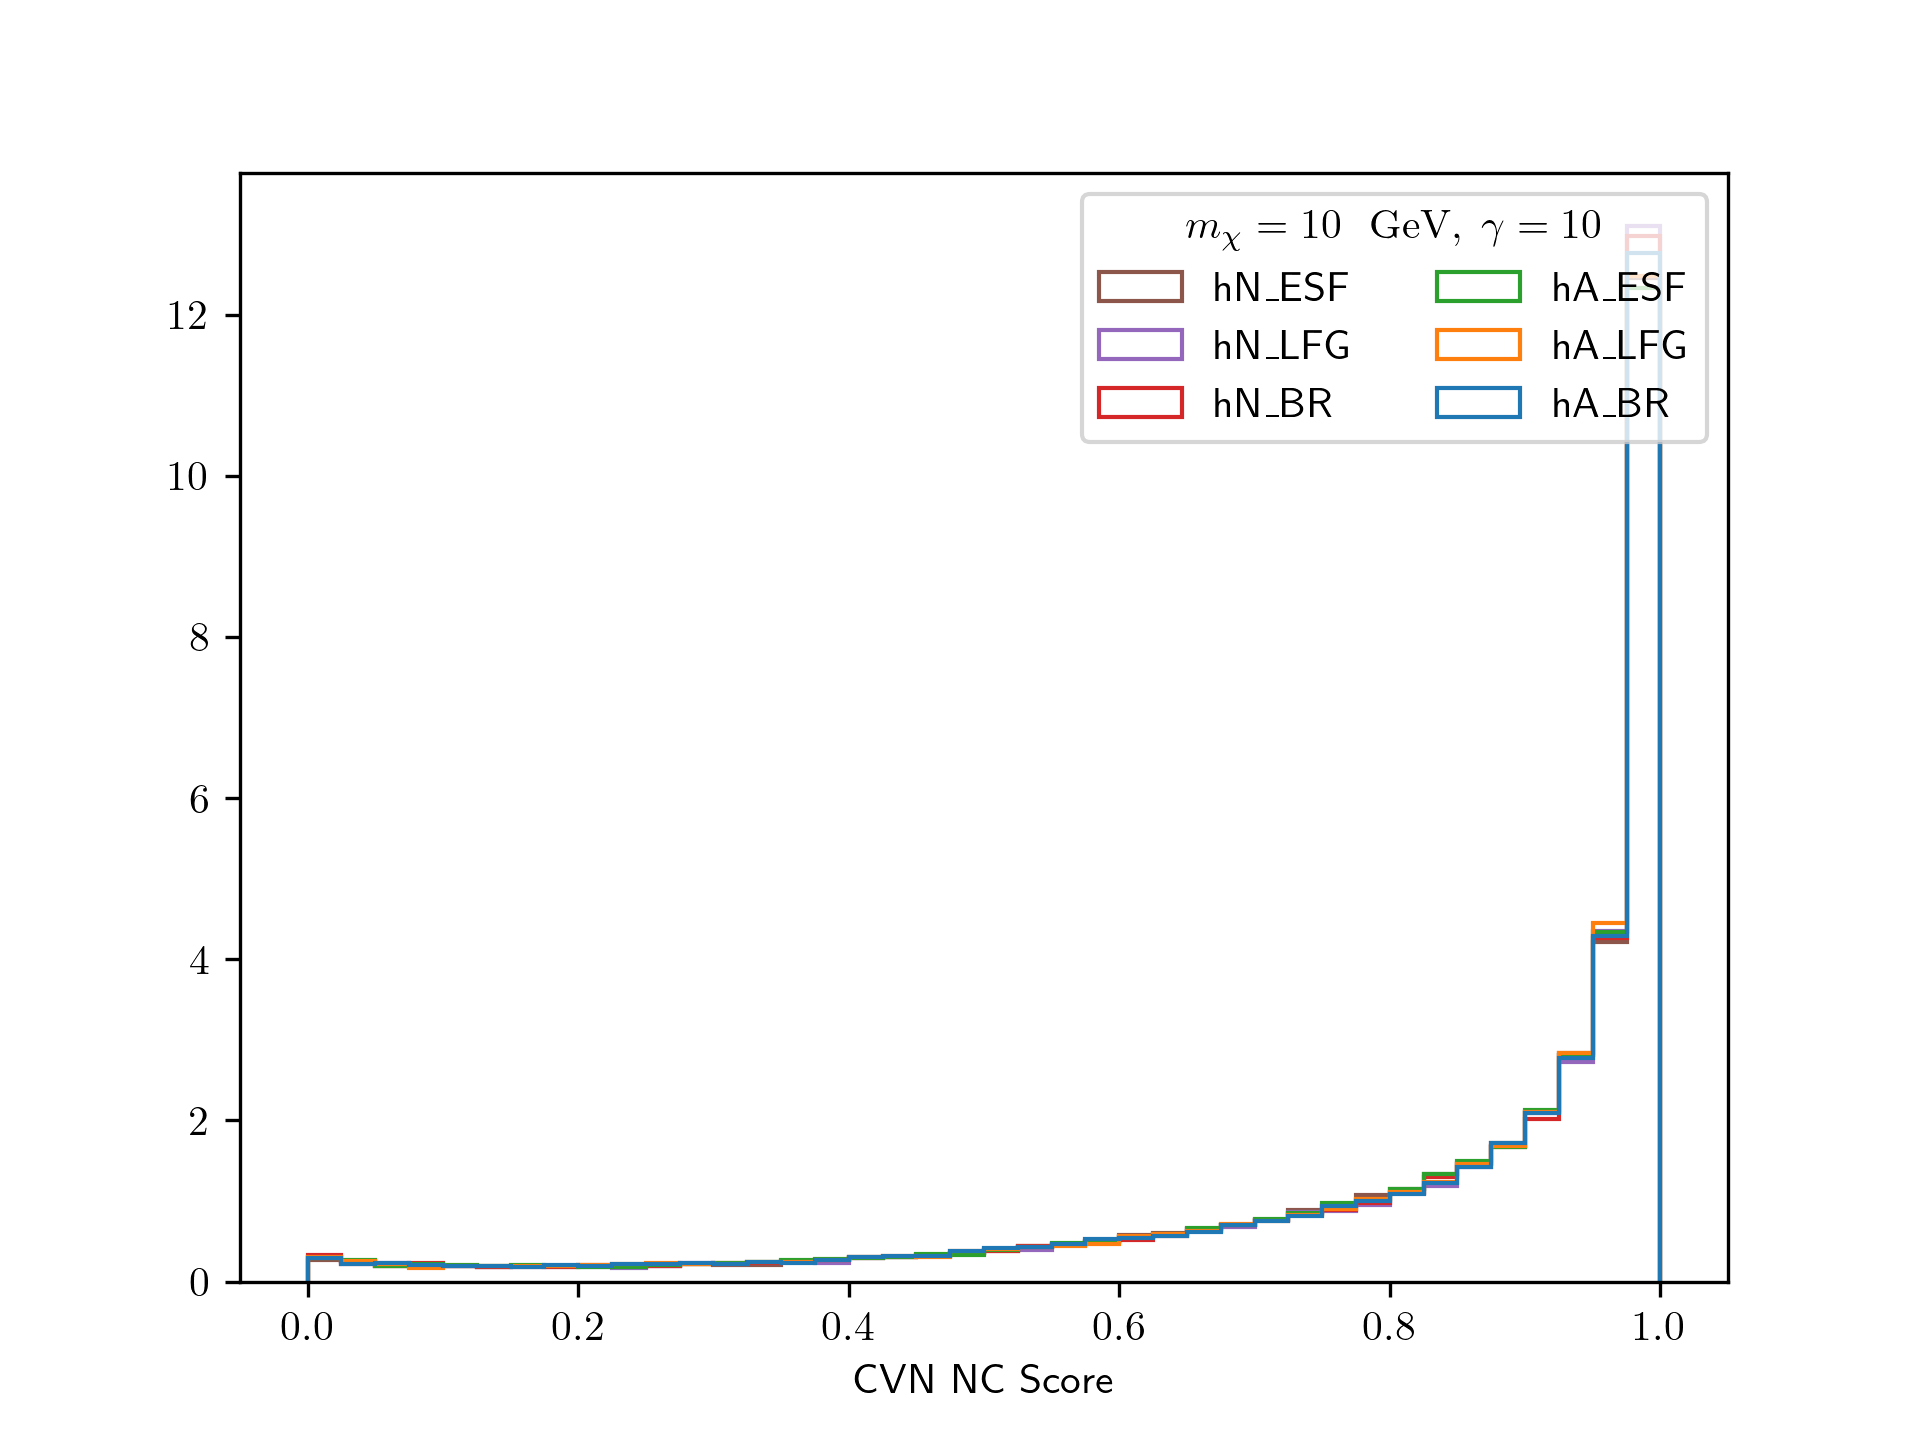 m_χ = 10 GeV, γ = 10
hN_ESF
hA_ESF
hN_LFG
hA_LFG
hN_BR
hA_BR
12
10
8
6
4
2
0
0.0 0.2 0.4 0.6 0.8 1.0
CVN NC Score